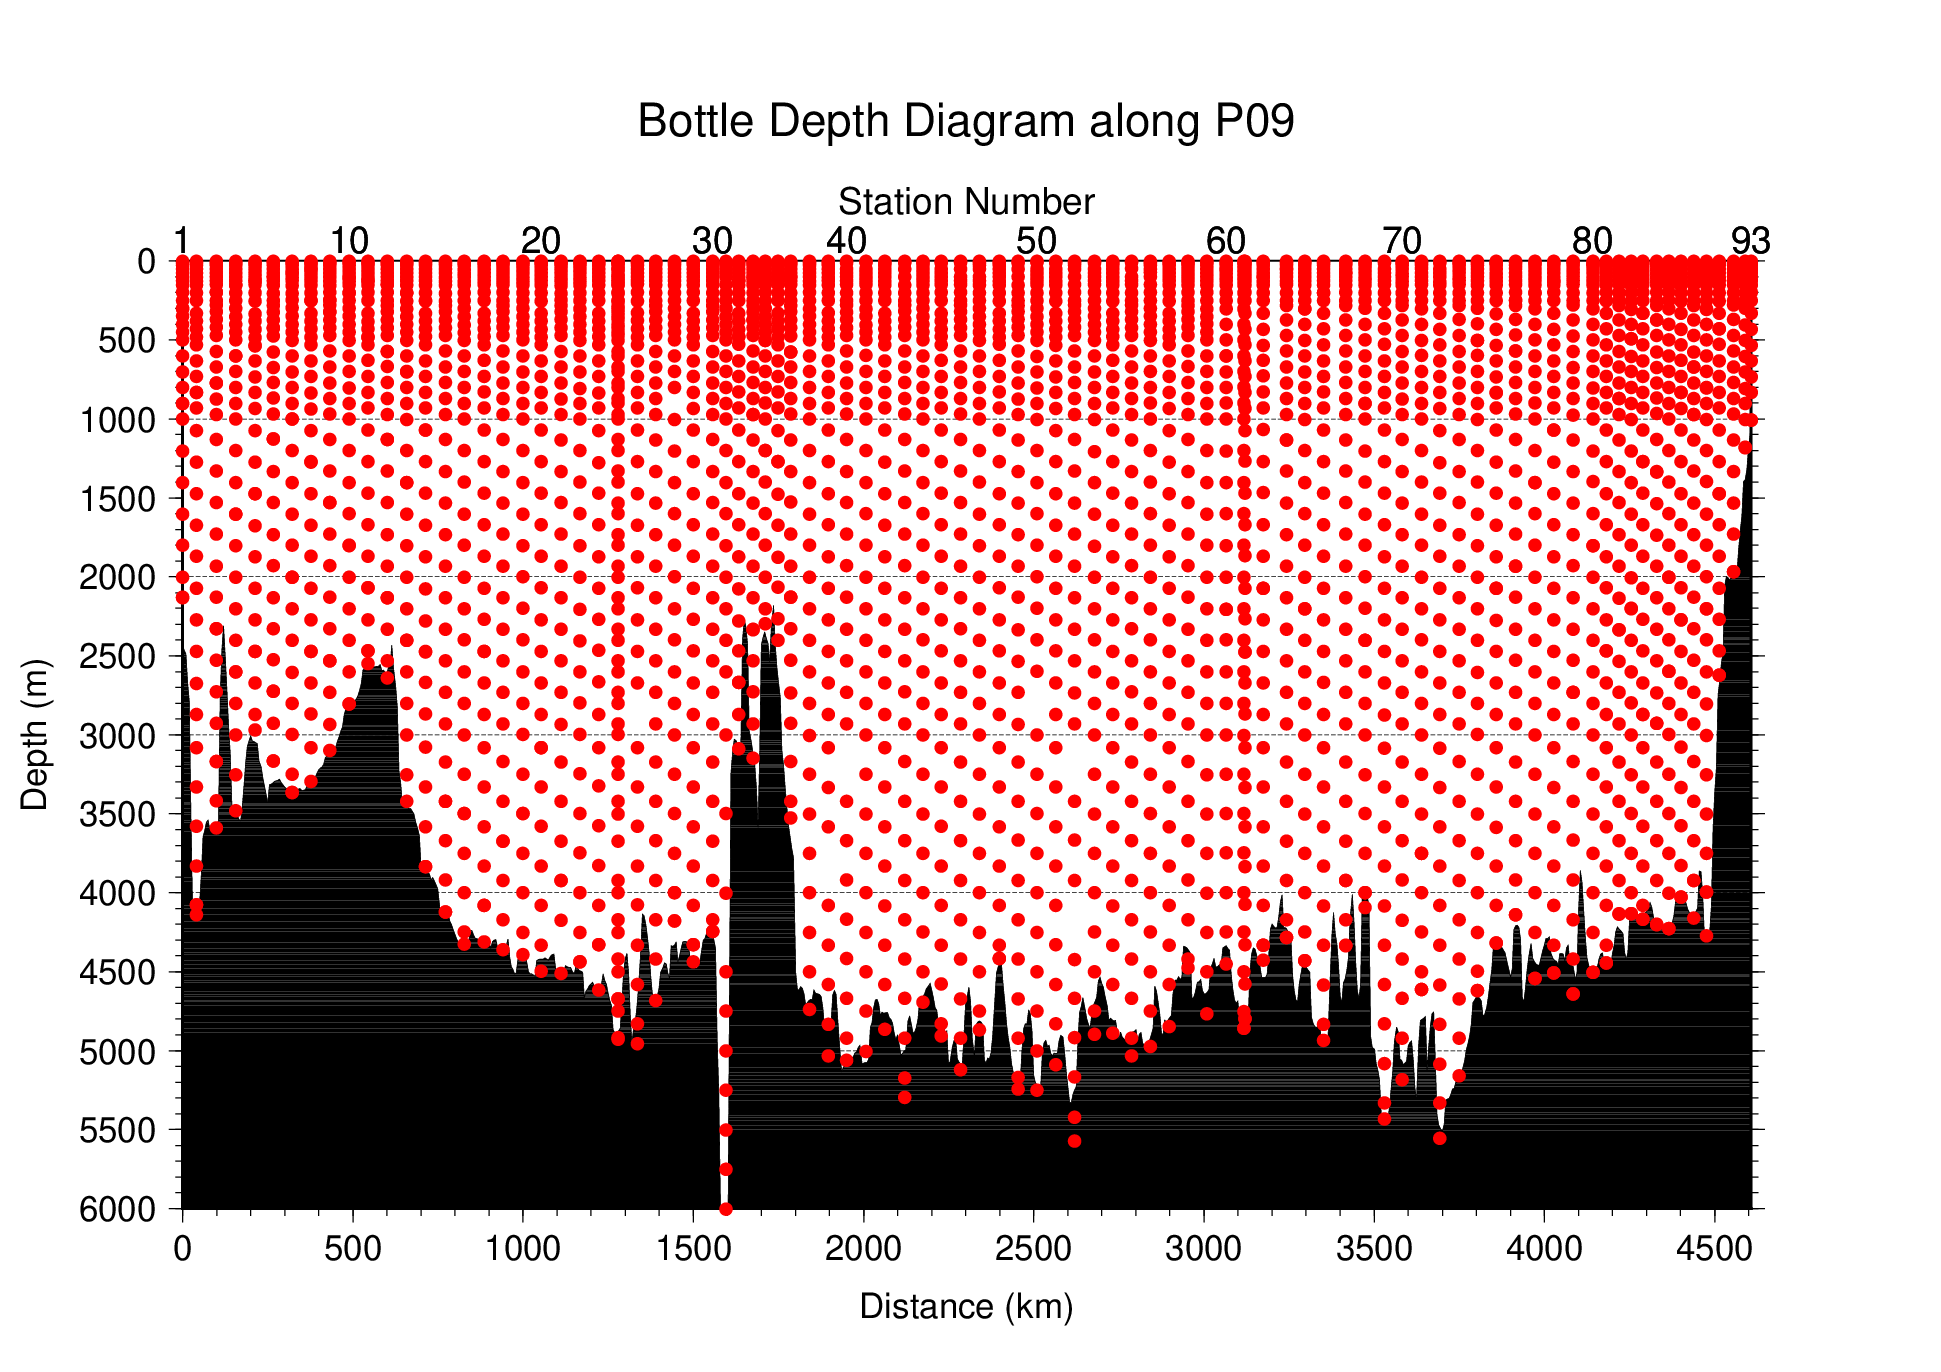 Bottle Depth Diagram along P09
Station Number
1 10 20 30 40 50 60 70 80 93
0
500
1000
1500
2000
2500
3000
3500
4000
4500
5000
5500
6000
Depth (m)
0 500 1000 1500 2000 2500 3000 3500 4000 4500
Distance (km)